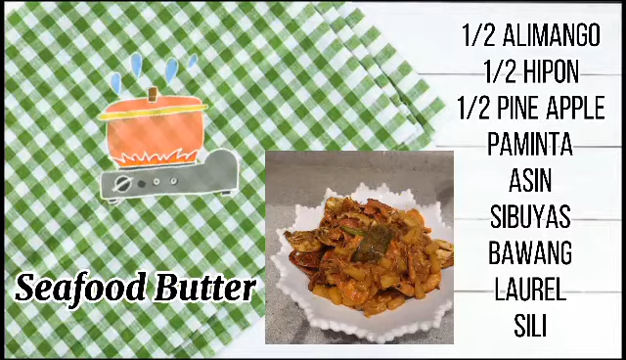 1/2 ALIMANGO
1/2 HIPON
1/2 PINE APPLE
PAMINTA
ASIN
SIBUYAS
BAWANG
LAUREL
SILI
Seafood Butter